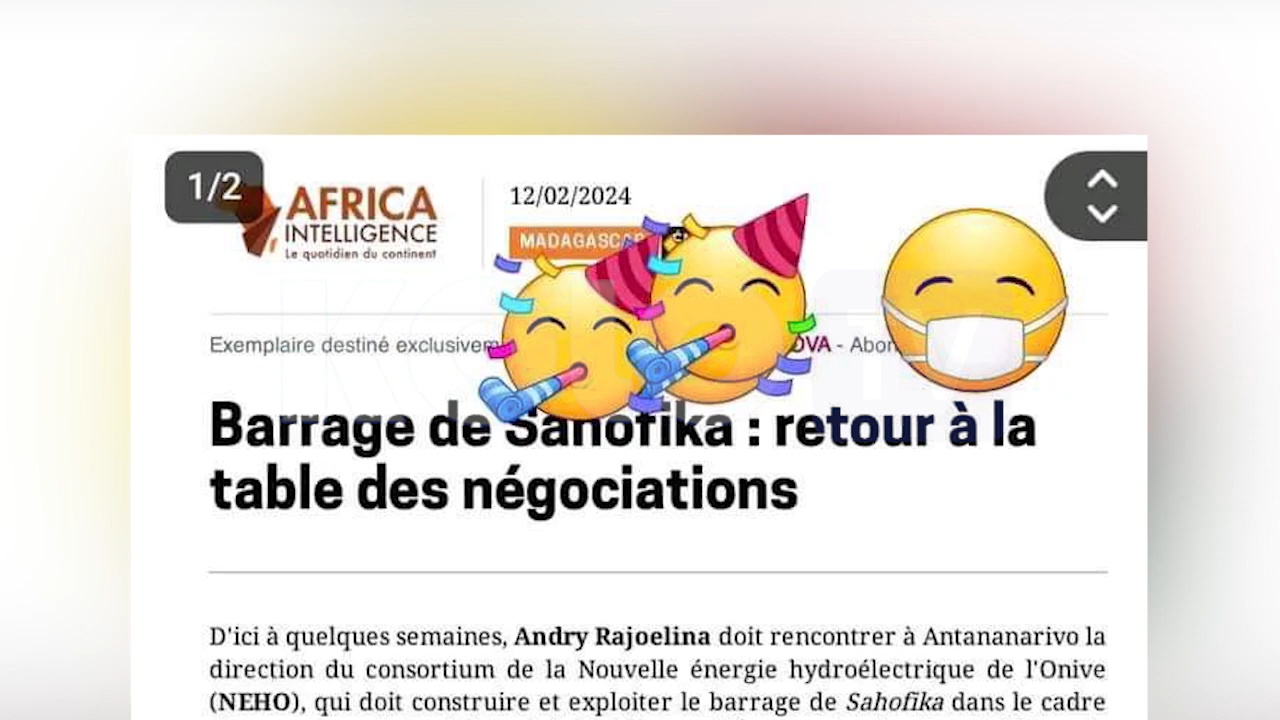 1/2
AFRICA
INTELLIGENCE
Le quotidien du continent
12/02/2024
MADAGASCAR
Exemplaire destiné exclusivem
OVA - Abon
Barrage de Sahofika : retour à la
table des négociations
D'ici à quelques semaines, Andry Rajoelina doit rencontrer à Antananarivo la
direction du consortium de la Nouvelle énergie hydroélectrique de l'Onive
(NEHO), qui doit construire et exploiter le barrage de Sahofika dans le cadre